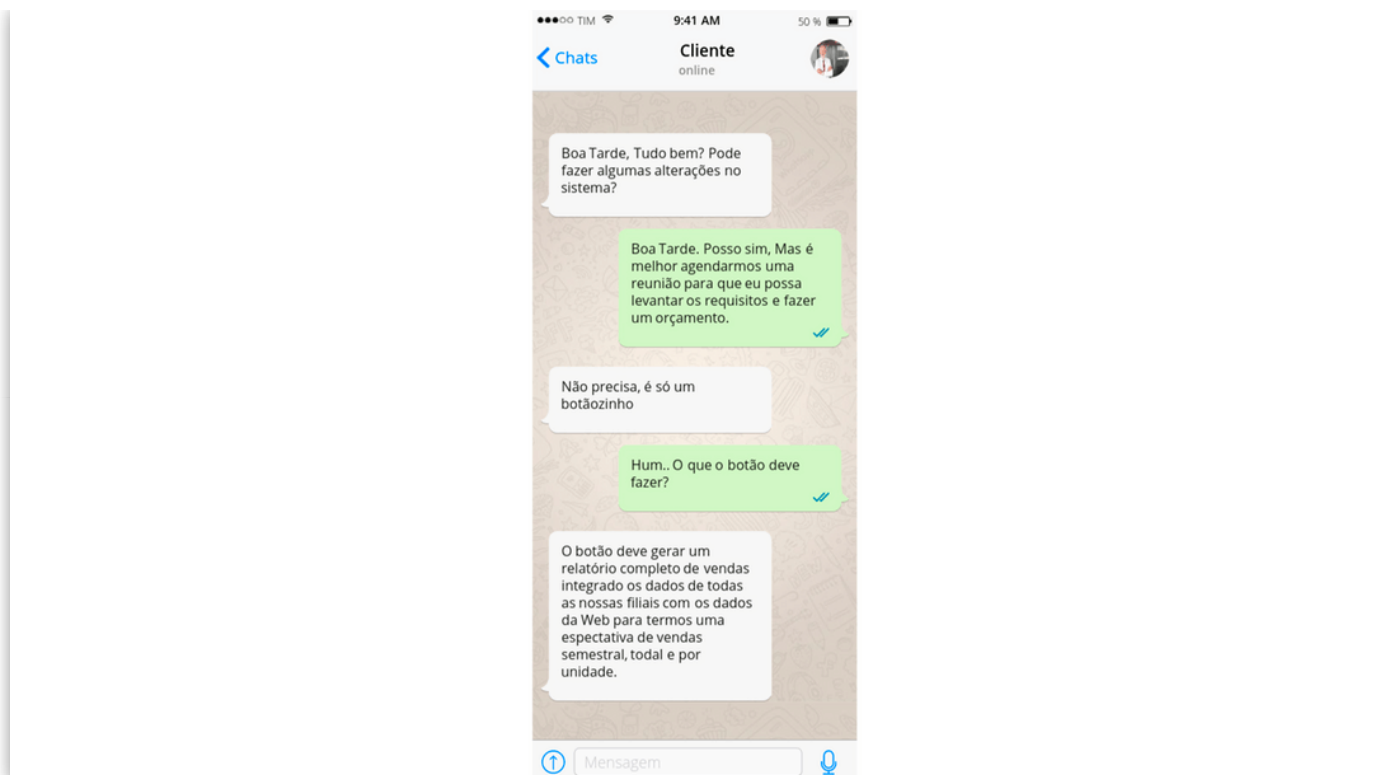 TIM 9:41 AM 50 %
Chats Cliente
online
Boa Tarde, Tudo bem? Pode
fazer algumas alterações no
sistema?
Boa Tarde. Posso sim, Mas é
melhor agendarmos uma
reunião para que eu possa
levantar os requisitos e fazer
um orçamento.
Não precisa, é só um
botãozinho
Hum.. O que o botão deve
fazer?
O botão deve gerar um
relatório completo de vendas
integrado os dados de todas
as nossas filiais com os dados
da Web para termos uma
espectativa de vendas
semestral, todal e por
unidade.
Mensagem